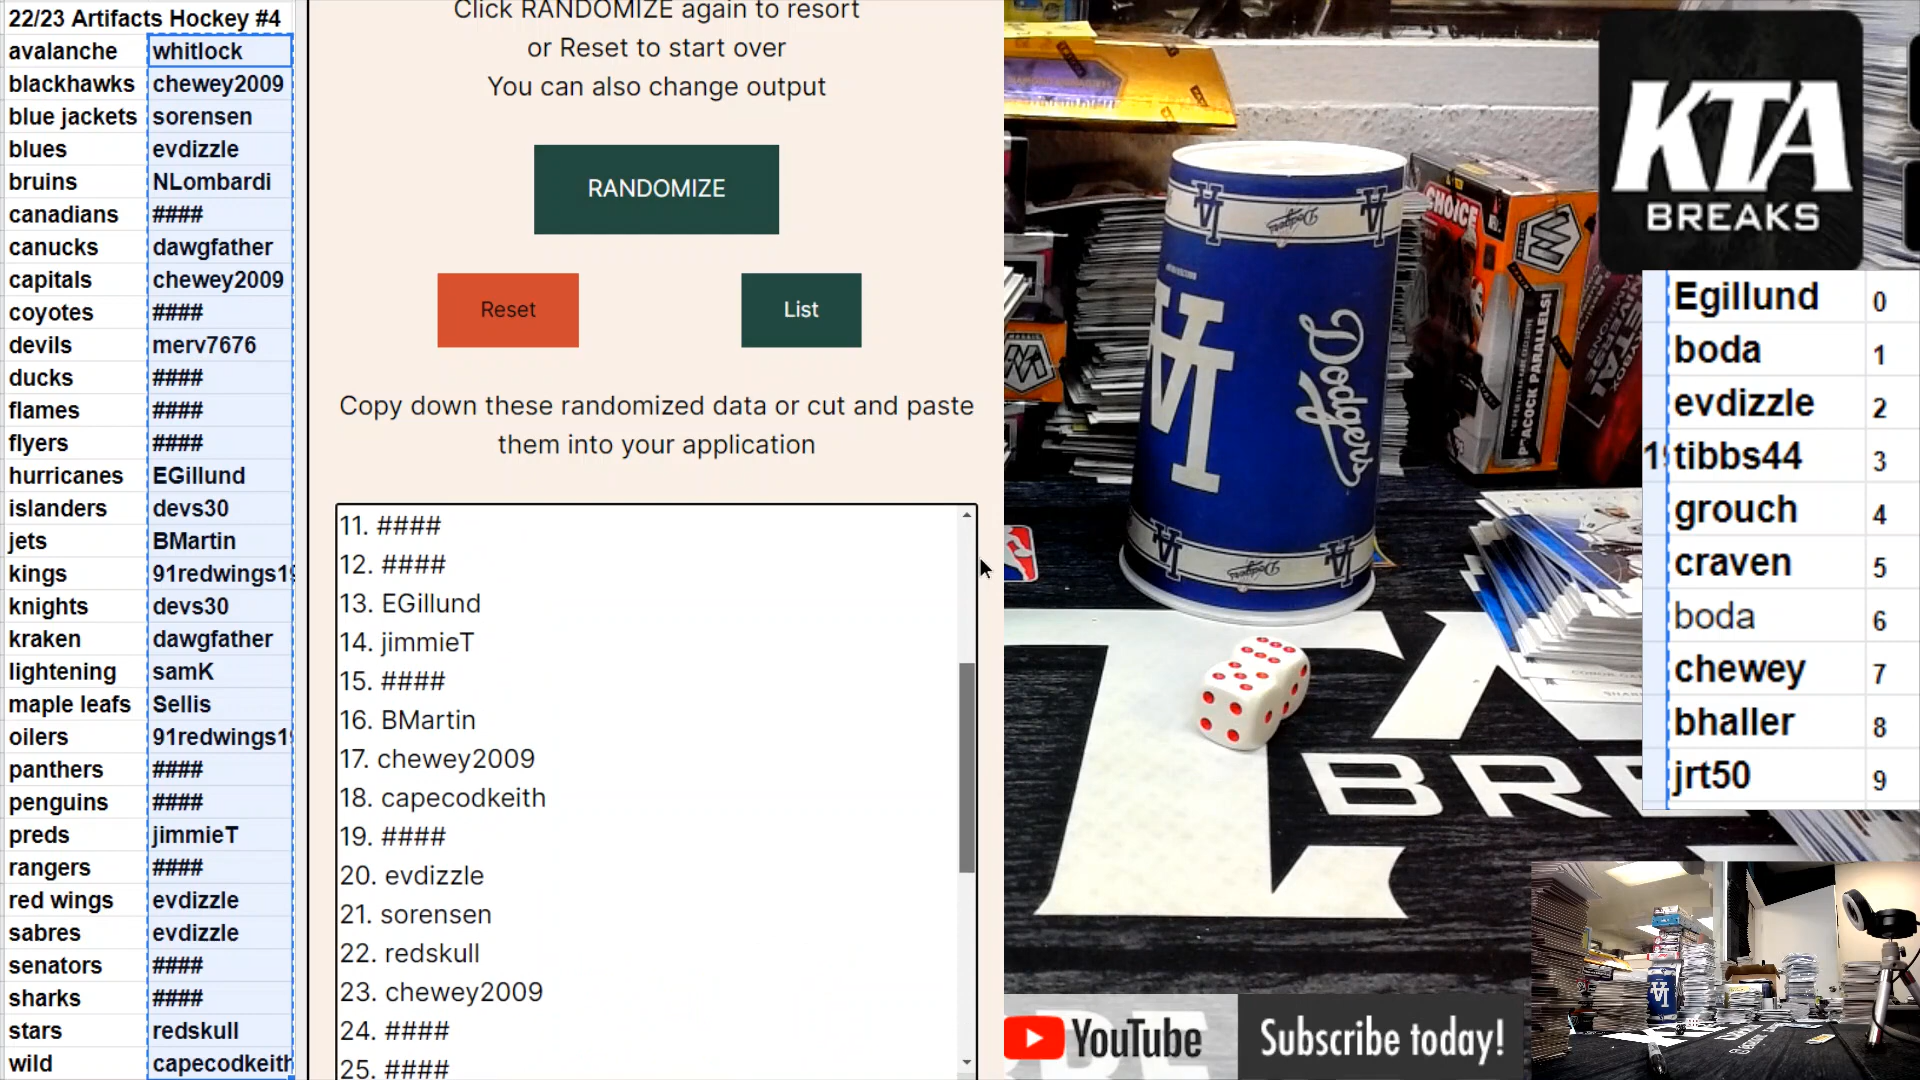 22/23 Artifacts Hockey #4
avalanche whitlock
blackhawks chewey2009
blue jackets sorensen
blues evdizzle
bruins NLombardi
canadians ####
canucks dawgfather
capitals chewey2009
coyotes ####
devils merv7676
ducks ####
flames ####
flyers ####
hurricanes EGillund
islanders devs30
jets BMartin
kings 91redwings19
knights devs30
kraken dawgfather
lightening samK
maple leafs Sellis
oilers 91redwings19
panthers ####
penguins ####
preds jimmieT
rangers ####
red wings evdizzle
sabres evdizzle
senators ####
sharks ####
stars redskull
wild capecodkeith
Click RANDOMIZE again to resort
or Reset to start over
You can also change output
RANDOMIZE
Reset
List
Copy down these randomized data or cut and paste
them into your application
11. ####
12. ####
13. EGillund
14. jimmieT
15. ####
16. BMartin
17. chewey2009
18. capecodkeith
19. ####
20. evdizzle
21. sorensen
22. redskull
23. chewey2009
24. ####
25. ####
LA
Dodgers
CHOICE
PEACOCK PARALLELS!
BRE
KTA
BREAKS
Egillund 0
boda 1
evdizzle 2
tibbs44 3
grouch 4
craven 5
boda 6
chewey 7
bhaller 8
jrt50 9
YouTube
Subscribe today!